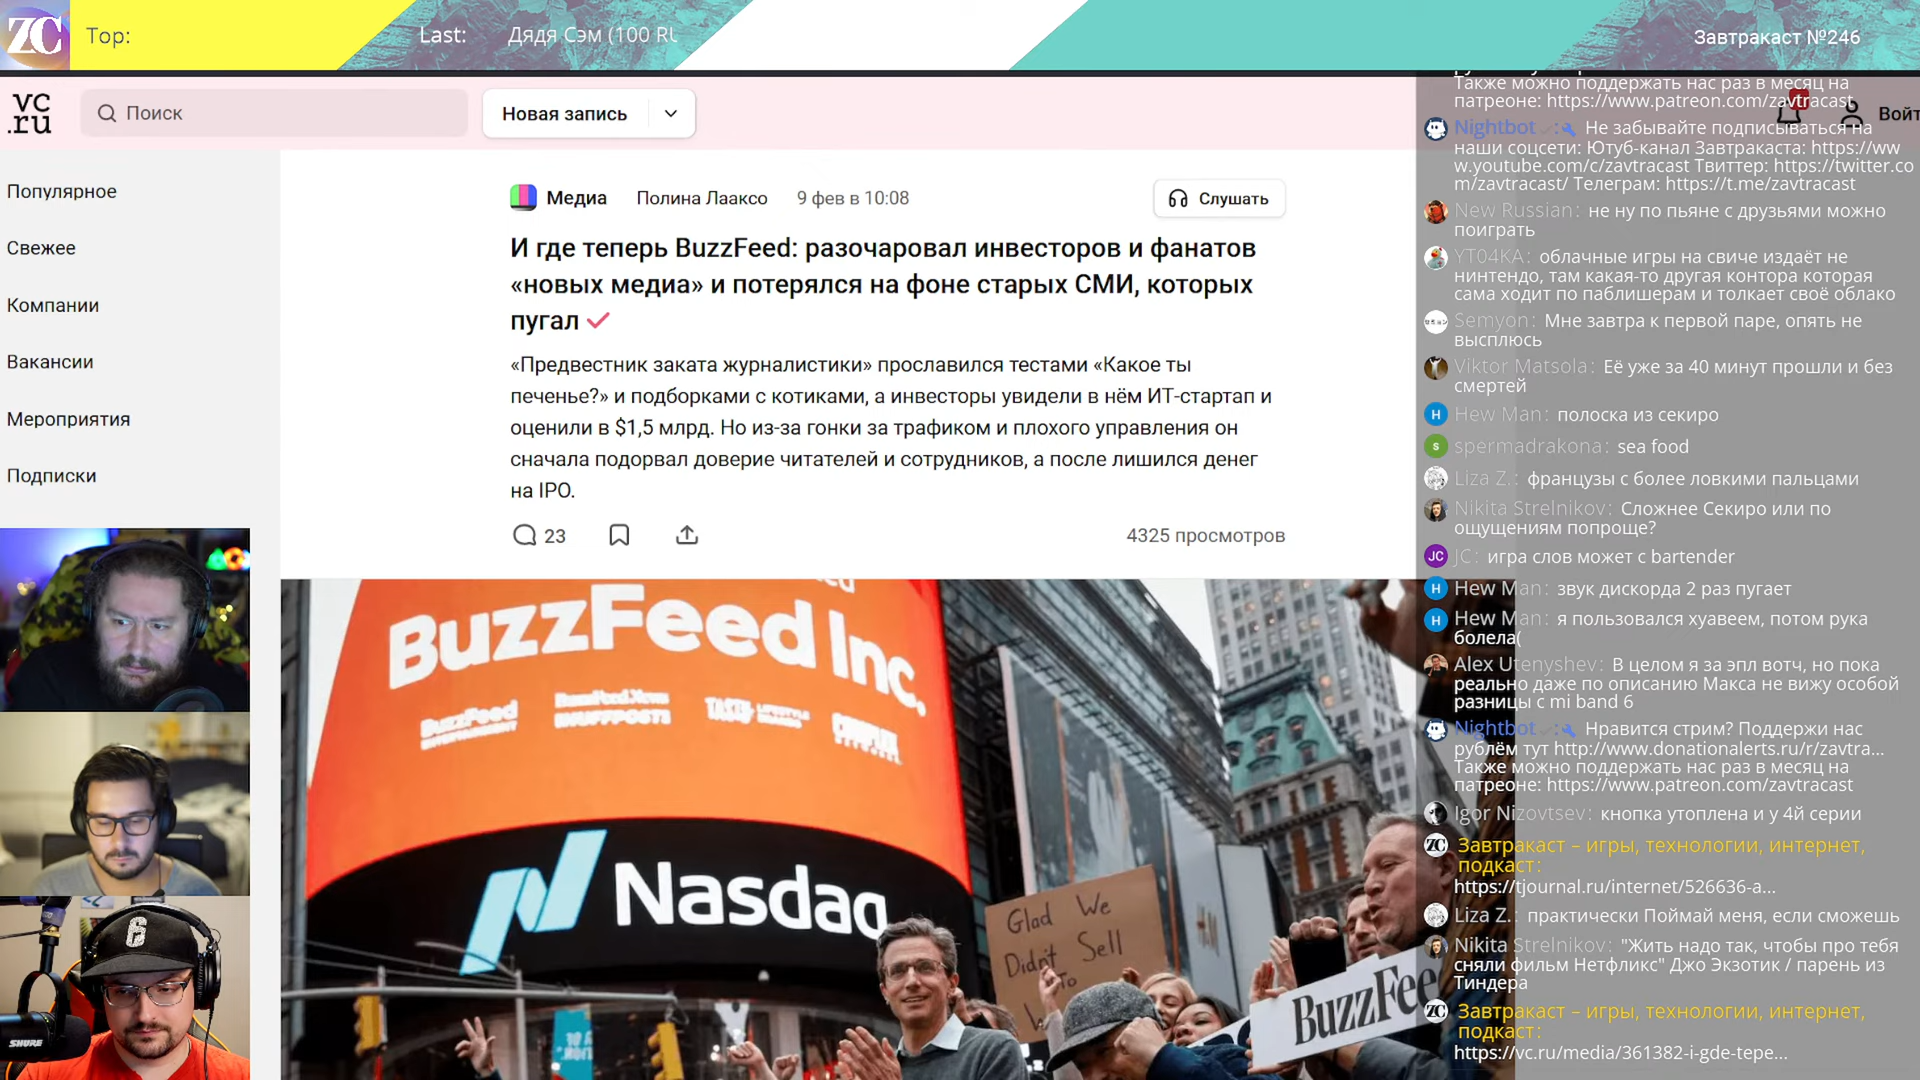 ZC
Top:
Last:
Дядя Сэм (100 RU
Завтракаст №246
vc
.ru
Поиск
Новая запись
Войт
Популярное
Свежее
Компании
Вакансии
Мероприятия
Подписки
Медиа
Полина Лааксо
9 фев в 10:08
Слушать
И где теперь BuzzFeed: разочаровал инвесторов и фанатов
«новых медиа» и потерялся на фоне старых СМИ, которых
пугал
«Предвестник заката журналистики» прославился тестами «Какое ты
печенье?» и подборками с котиками, а инвесторы увидели в нём ИТ-стартап и
оценили в $1,5 млрд. Но из-за гонки за трафиком и плохого управления он
сначала подорвал доверие читателей и сотрудников, а после лишился денег
на IPO.
23
4325 просмотров
BuzzFeed Inc.
BuzzFeed
Nasdaq
Glad We
Didn't Sell
To
BuzzFee
6
SHURE
Также можно поддержать нас раз в месяц на
патреоне: https://www.patreon.com/zavtracast
Nightbot : Не забывайте подписываться на
наши соцсети: Ютуб-канал Завтракаста: https://ww
w.youtube.com/c/zavtracast Твиттер: https://twitter.co
m/zavtracast/ Телеграм: https://t.me/zavtracast
New Russian: не ну по пьяне с друзьями можно
поиграть
YT04KA: облачные игры на свиче издаёт не
нинтендо, там какая-то другая контора которая
сама ходит по паблишерам и толкает своё облако
Semyon: Мне завтра к первой паре, опять не
высплюсь
Viktor Matsola: Её уже за 40 минут прошли и без
смертей
Hew Man: полоска из секиро
spermadrakona: sea food
Liza Z.: французы с более ловкими пальцами
Nikita Strelnikov: Сложнее Секиро или по
ощущениям попроще?
JC: игра слов может с bartender
Hew Man: звук дискорда 2 раз пугает
Hew Man: я пользовался хуавеем, потом рука
болела(
Alex Utenyshev: В целом я за эпл вотч, но пока
реально даже по описанию Макса не вижу особой
разницы с mi band 6
Nightbot : Нравится стрим? Поддержи нас
рублём тут http://www.donationalerts.ru/r/zavtra...
Также можно поддержать нас раз в месяц на
патреоне: https://www.patreon.com/zavtracast
Igor Nizovtsev: кнопка утоплена и у 4й серии
Завтракаст – игры, технологии, интернет,
подкаст:
https://tjournal.ru/internet/526636-a...
Liza Z.: практически Поймай меня, если сможешь
Nikita Strelnikov: "Жить надо так, чтобы про тебя
сняли фильм Нетфликс" Джо Экзотик / парень из
Тиндера
Завтракаст – игры, технологии, интернет,
подкаст:
https://vc.ru/media/361382-i-gde-tepe...